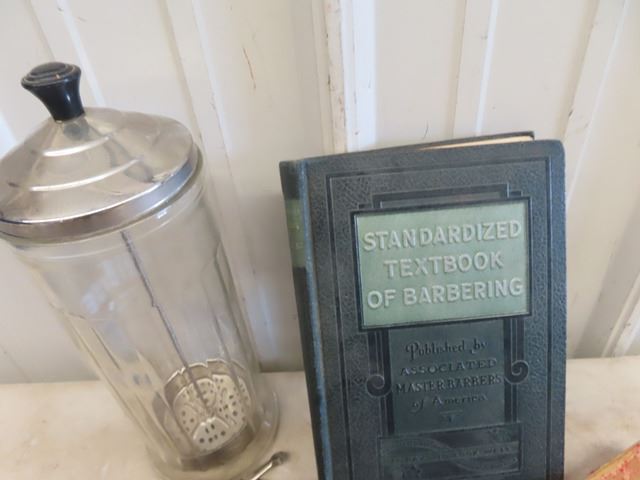 STANDARDIZED
TEXTBOOK
OF BARBERING
Published by
ASSOCIATED
MASTER BARBERS
of America